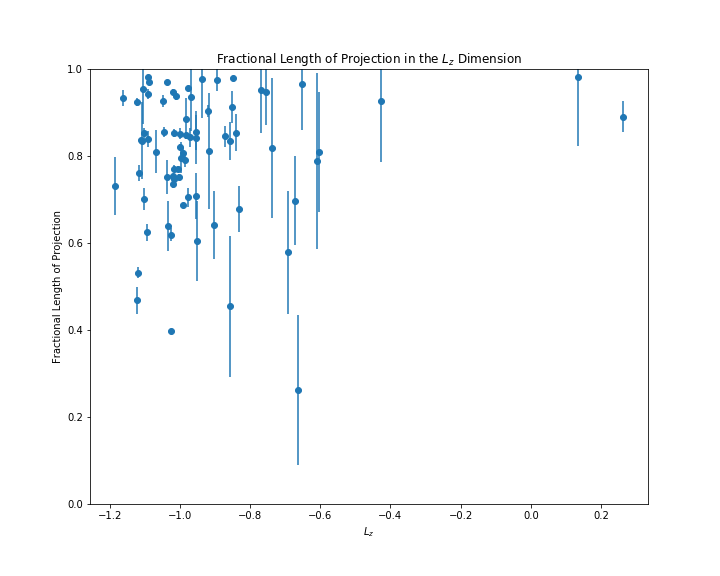 Fractional Length of Projection in the $L_z$ Dimension
1.0
0.8
0.6
0.4
0.2
0.0
Fractional Length of Projection
−1.2 −1.0 −0.8 −0.6 −0.4 −0.2 0.0 0.2
$L_z$